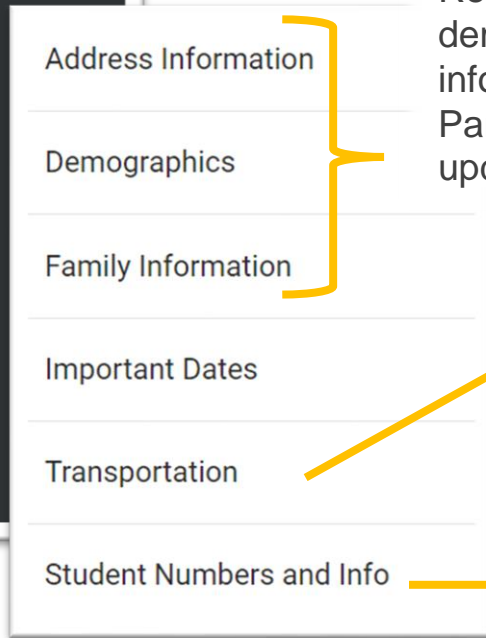 Address Information
Demographics
Family Information
Important Dates
Transportation
Student Numbers and Info